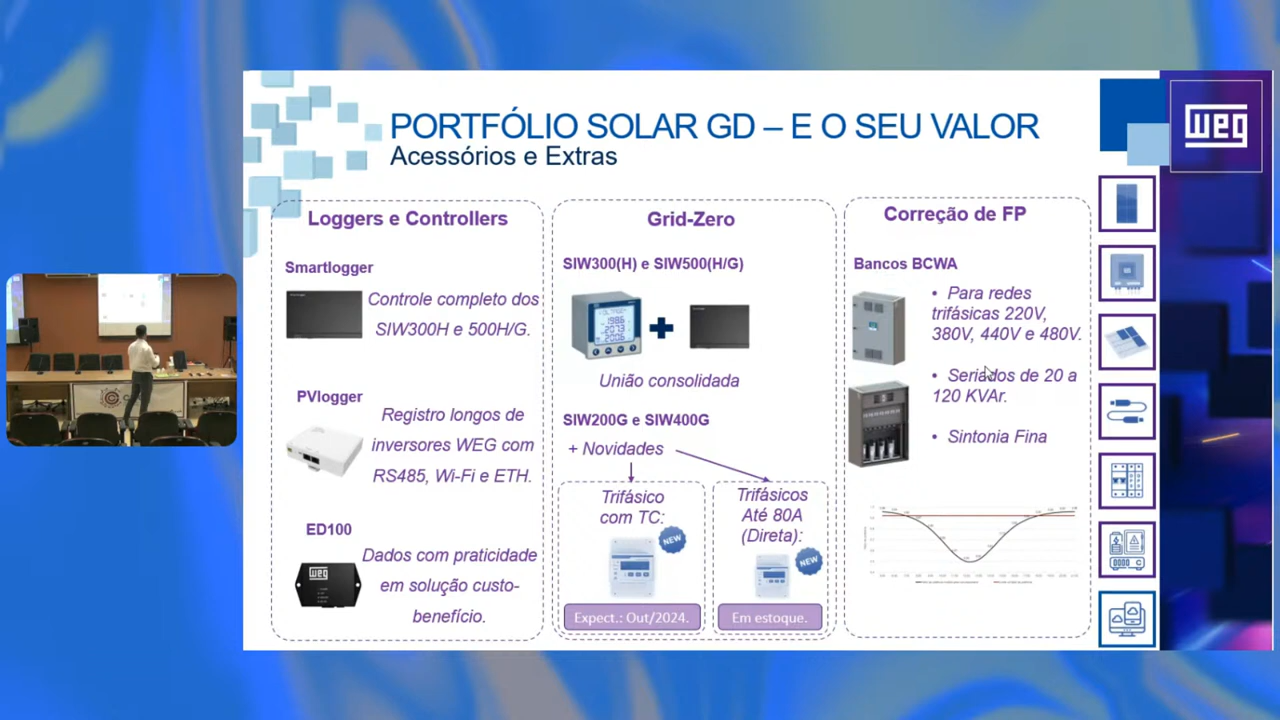 PORTFÓLIO SOLAR GD – E O SEU VALOR
Acessórios e Extras
weg
Loggers e Controllers
Smartlogger
Controle completo dos
SIW300H e 500H/G.
PVlogger
Registro longos de
inversores WEG com
RS485, Wi-Fi e ETH.
ED100
weg
Dados com praticidade
em solução custo-
benefício.
Grid-Zero
SIW300(H) e SIW500(H/G)
União consolidada
SIW200G e SIW400G
+ Novidades
Trifásico
com TC:
NEW
Expect.: Out/2024.
Trifásicos
Até 80A
(Direta):
NEW
Em estoque.
Correção de FP
Bancos BCWA
• Para redes
trifásicas 220V,
380V, 440V e 480V.
• Seriados de 20 a
120 KVAr.
• Sintonia Fina